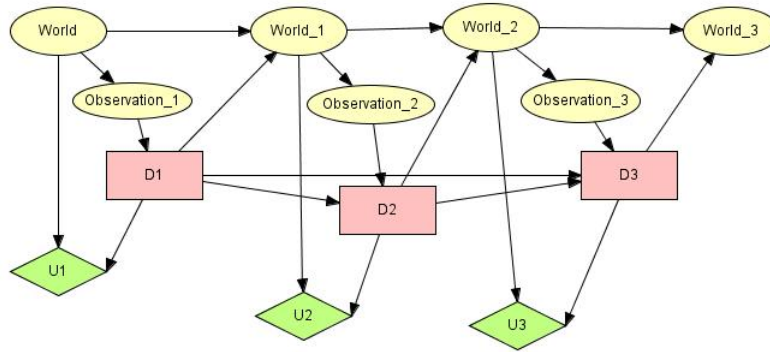 World
World_1
World_2
World_3
Observation_1
Observation_2
Observation_3
D1
D2
D3
U1
U2
U3